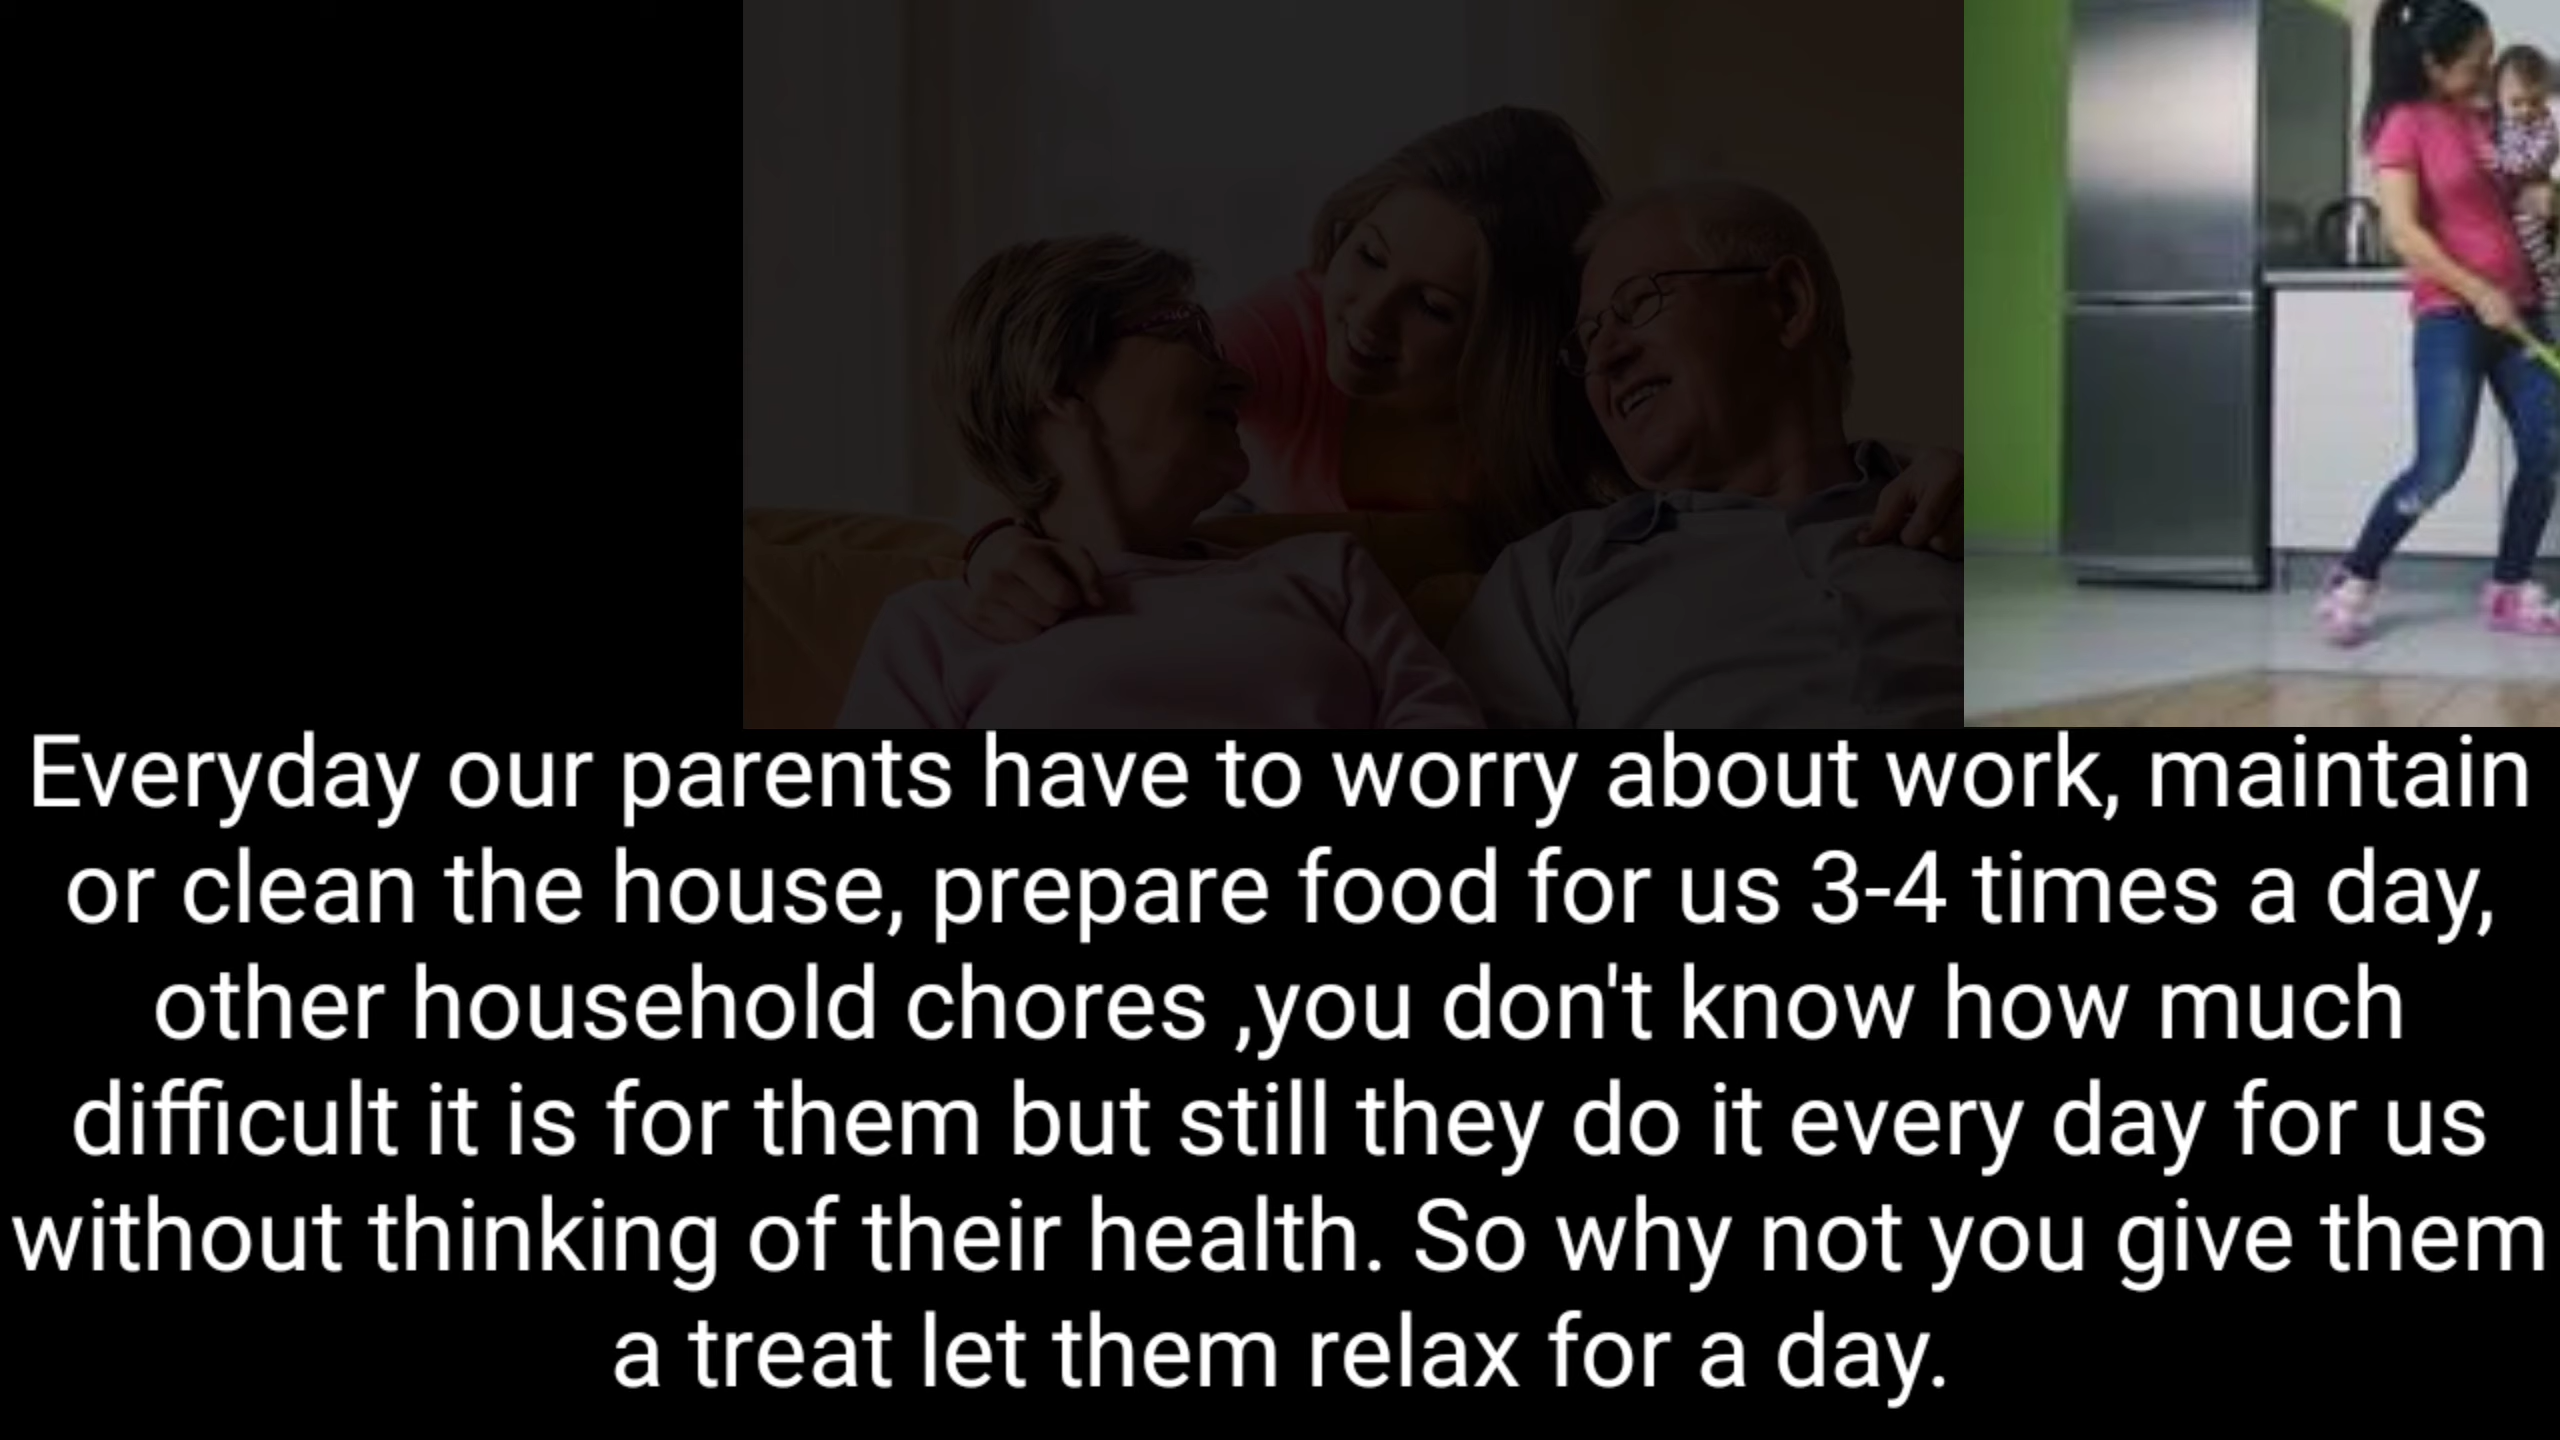 Everyday our parents have to worry about work, maintain
or clean the house, prepare food for us 3-4 times a day,
other household chores ,you don't know how much
difficult it is for them but still they do it every day for us
without thinking of their health. So why not you give them
a treat let them relax for a day.